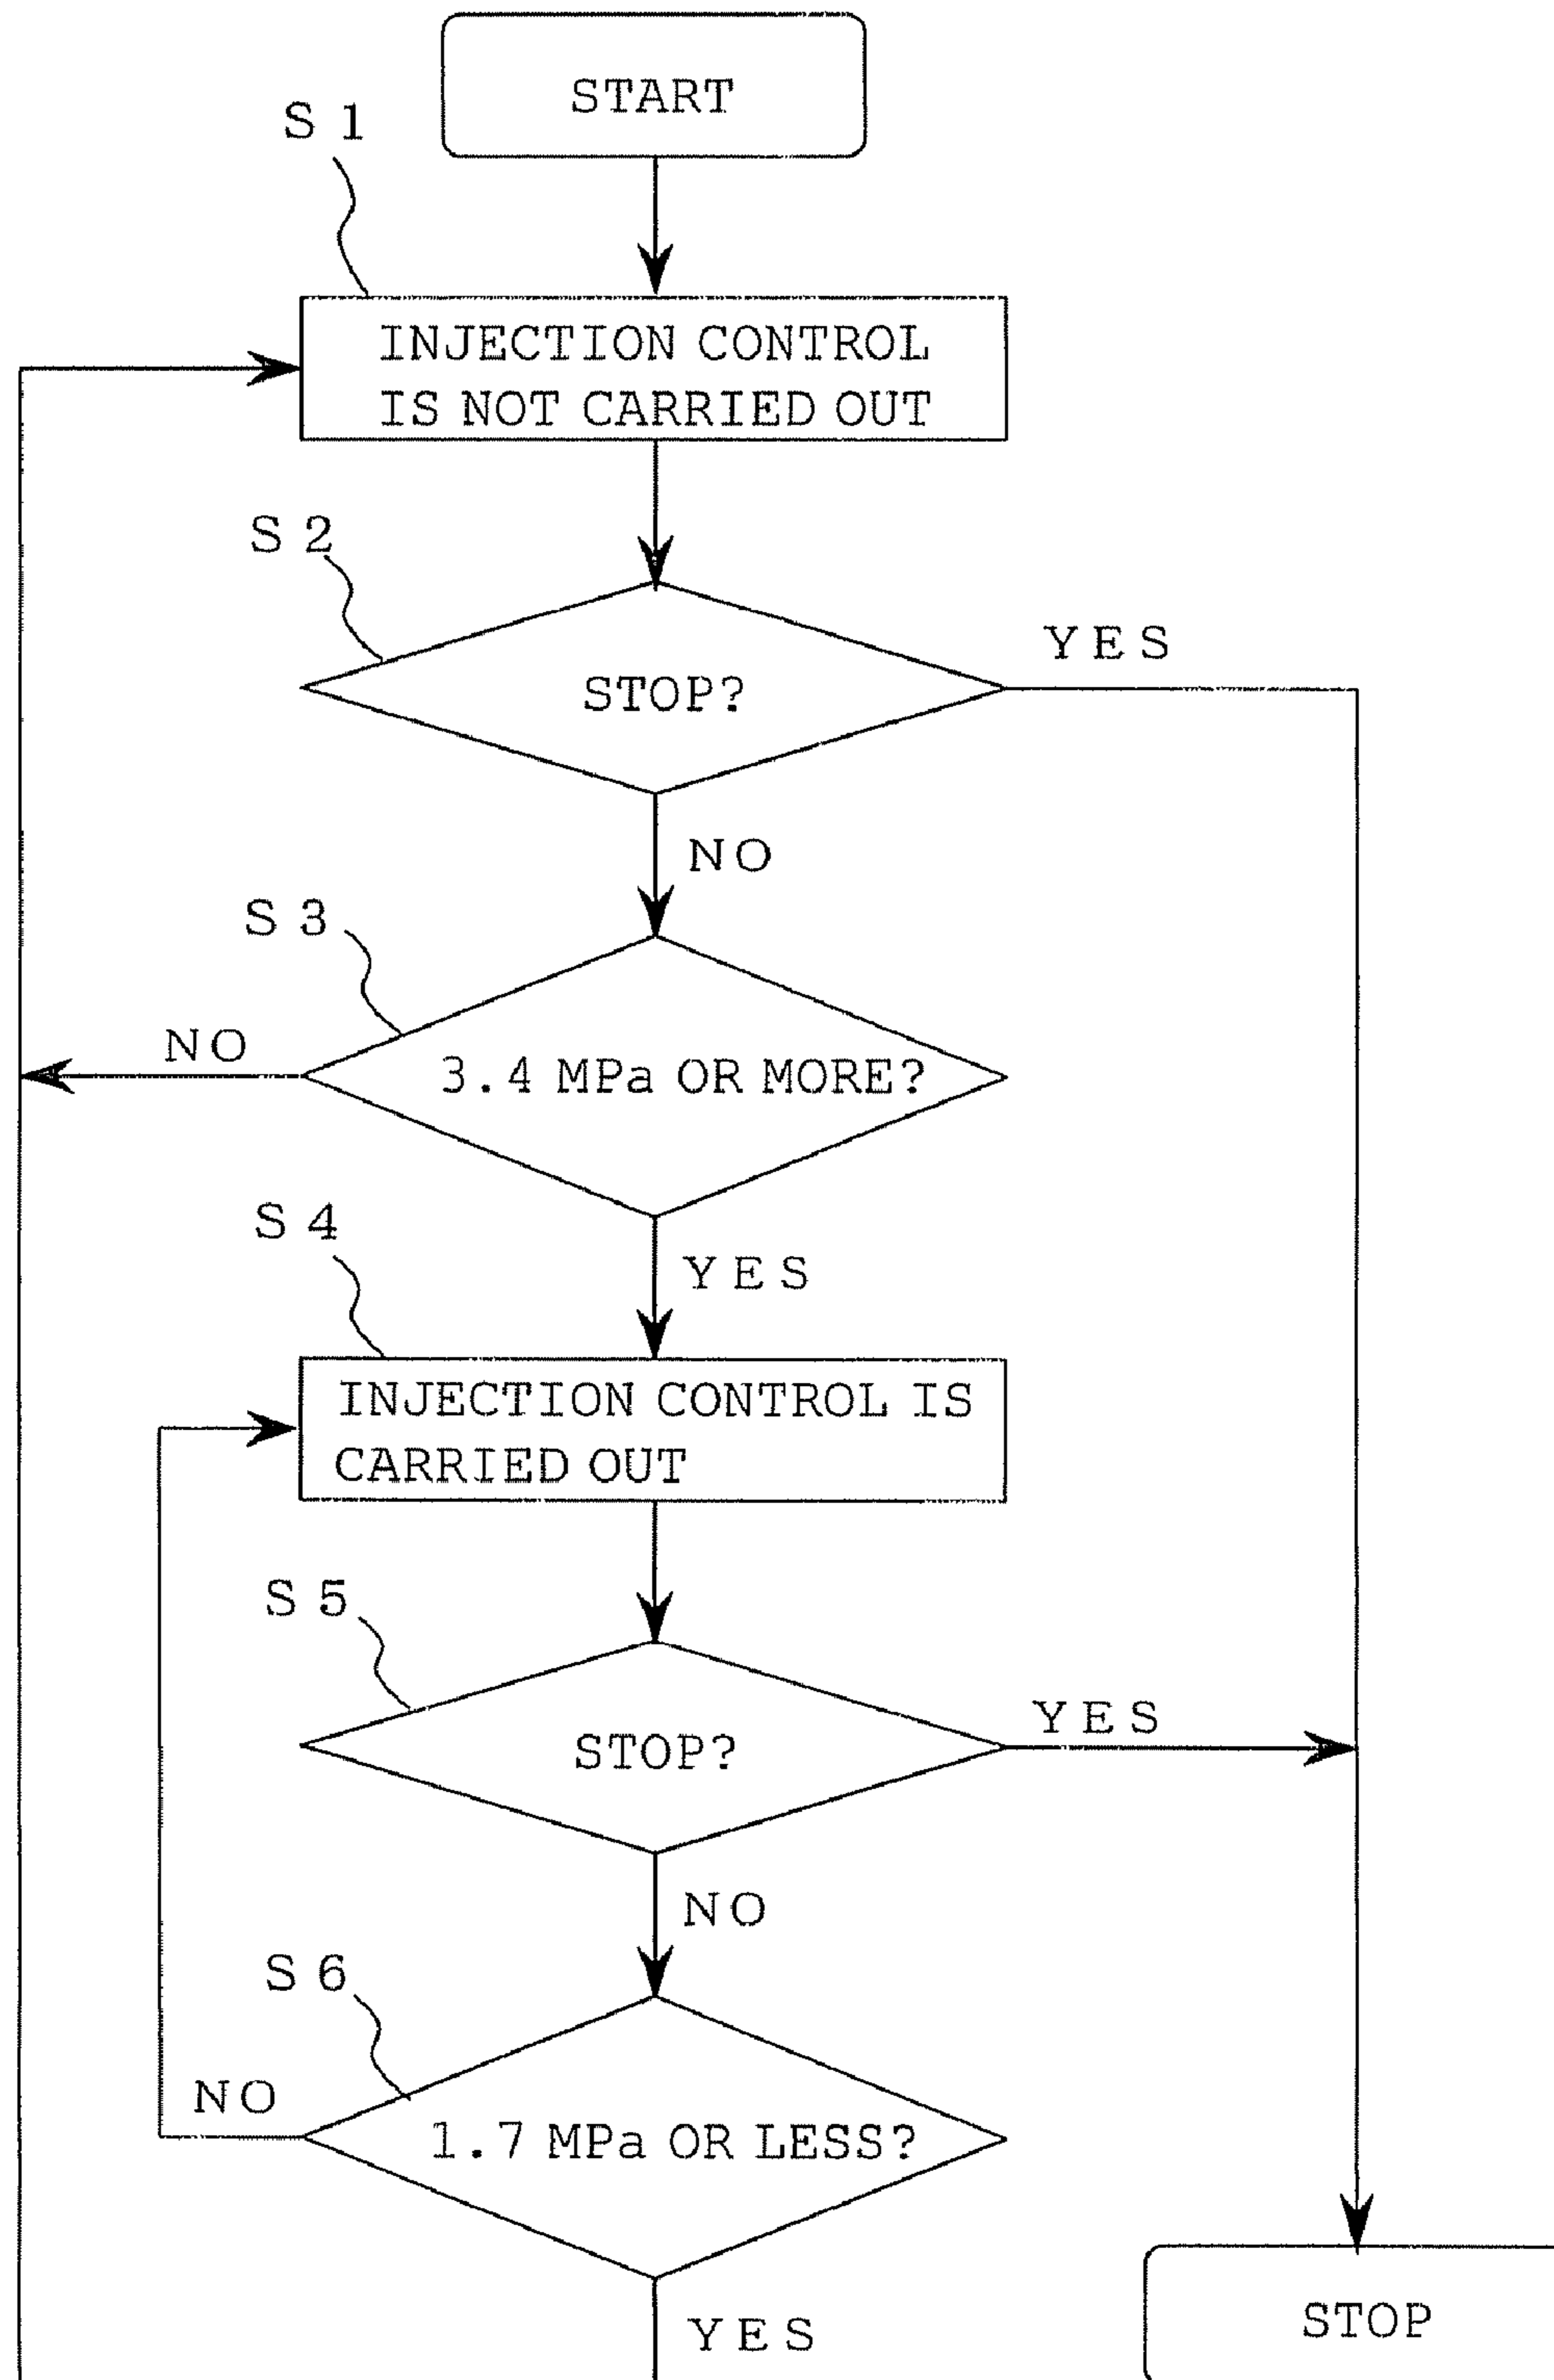 START
S 1
INJECTION CONTROL
IS NOT CARRIED OUT
S 2
YES
STOP?
NO
S 3
NO
3.4 MPa OR MORE?
S 4
YES
INJECTION CONTROL IS
CARRIED OUT
S 5
YES
STOP?
NO
S 6
NO
1.7 MPa OR LESS?
YES
STOP